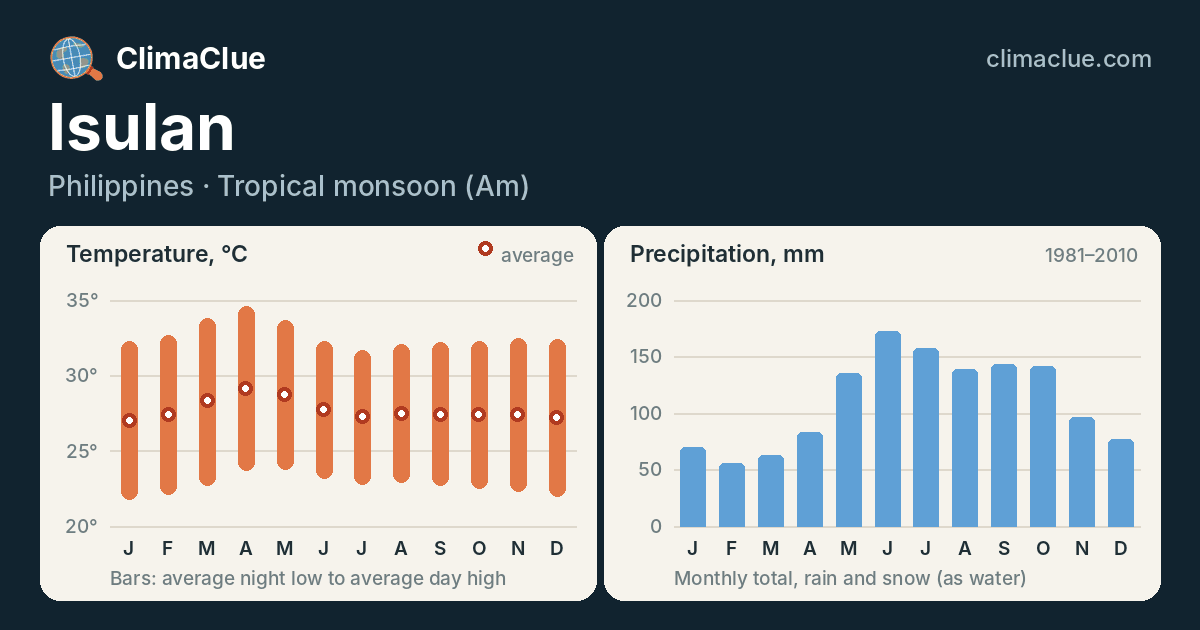 ClimaClue
climaclue.com
Isulan
Philippines · Tropical monsoon (Am)
Temperature, °C
average
35°
30°
25°
20°
J F M A M J J A S O N D
Bars: average night low to average day high
Precipitation, mm
1981–2010
200
150
100
50
0
J F M A M J J A S O N D
Monthly total, rain and snow (as water)